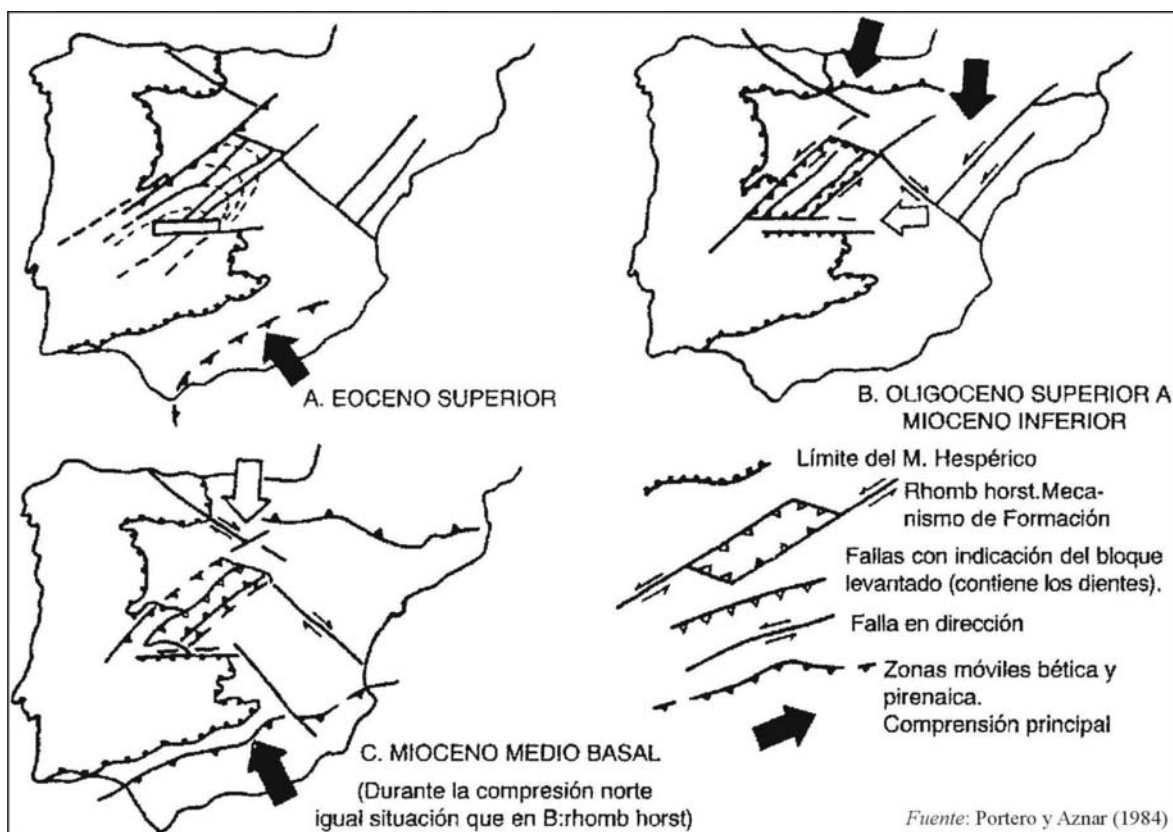 A. EOCENO SUPERIOR
B. OLIGOCENO SUPERIOR A
MIOCENO INFERIOR
C. MIOCENO MEDIO BASAL
(Durante la compresión norte
igual situación que en B:rhomb horst)
Límite del M. Hespérico
Rhomb horst.Meca-
nismo de Formación
Fallas con indicación del bloque
levantado (contiene los dientes).
Falla en dirección
Zonas móviles bética y
pirenaica.
Comprensión principal
Fuente: Portero y Aznar (1984)